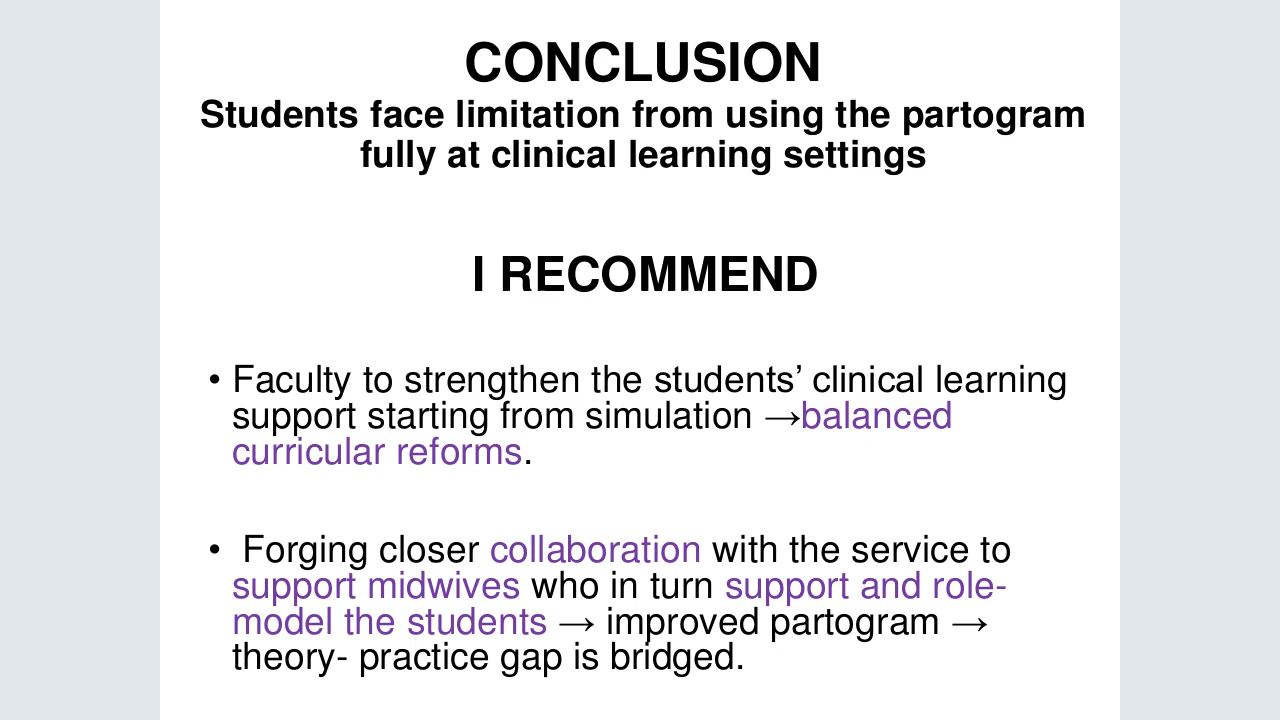 CONCLUSION
Students face limitation from using the partogram
fully at clinical learning settings
I RECOMMEND
• Faculty to strengthen the students’ clinical learning
support starting from simulation →balanced
curricular reforms.
• Forging closer collaboration with the service to
support midwives who in turn support and role-
model the students → improved partogram →
theory- practice gap is bridged.